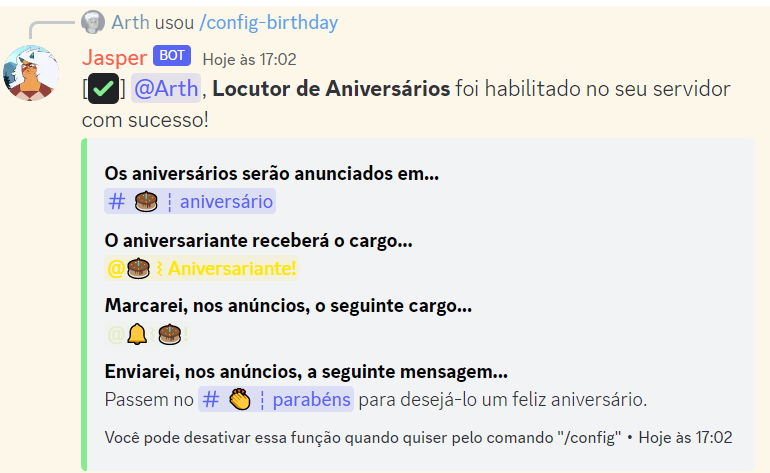 Arth usou /config-birthday
Jasper BOT Hoje às 17:02
[✅] @Arth, Locutor de Aniversários foi habilitado no seu servidor
com sucesso!
Os aniversários serão anunciados em...
# 🎂 ¦ aniversário
O aniversariante receberá o cargo...
@🎂 ⌇ Aniversariante!
Marcarei, nos anúncios, o seguinte cargo...
@🔔 ⌇ 🎂!
Enviarei, nos anúncios, a seguinte mensagem...
Passem no # 👏 ¦ parabéns para desejá-lo um feliz aniversário.
Você pode desativar essa função quando quiser pelo comando "/config" • Hoje às 17:02